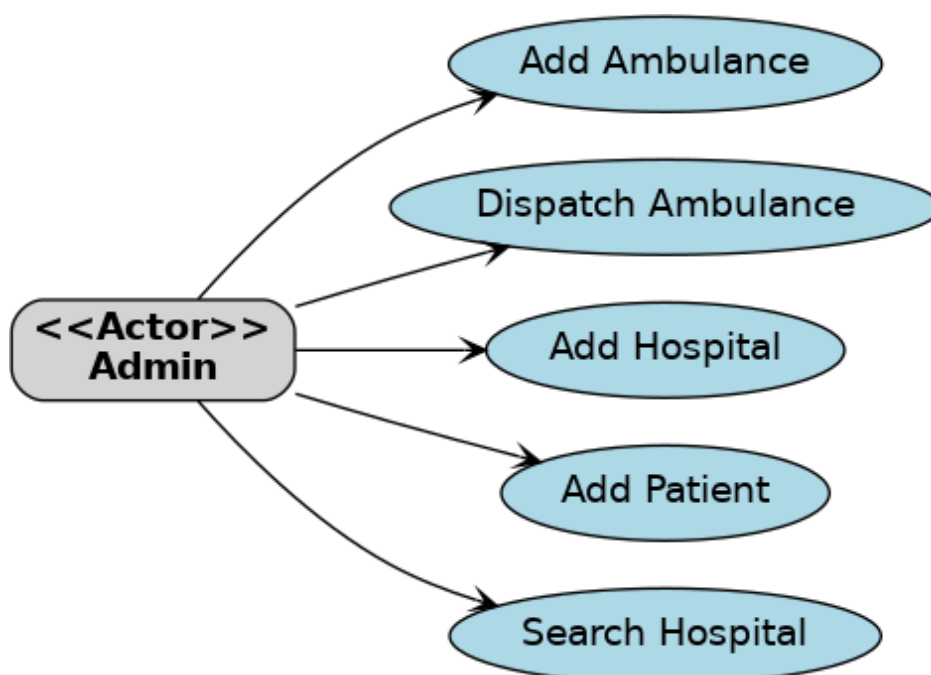 Add Ambulance
Dispatch Ambulance
<<Actor>>
Admin
Add Hospital
Add Patient
Search Hospital